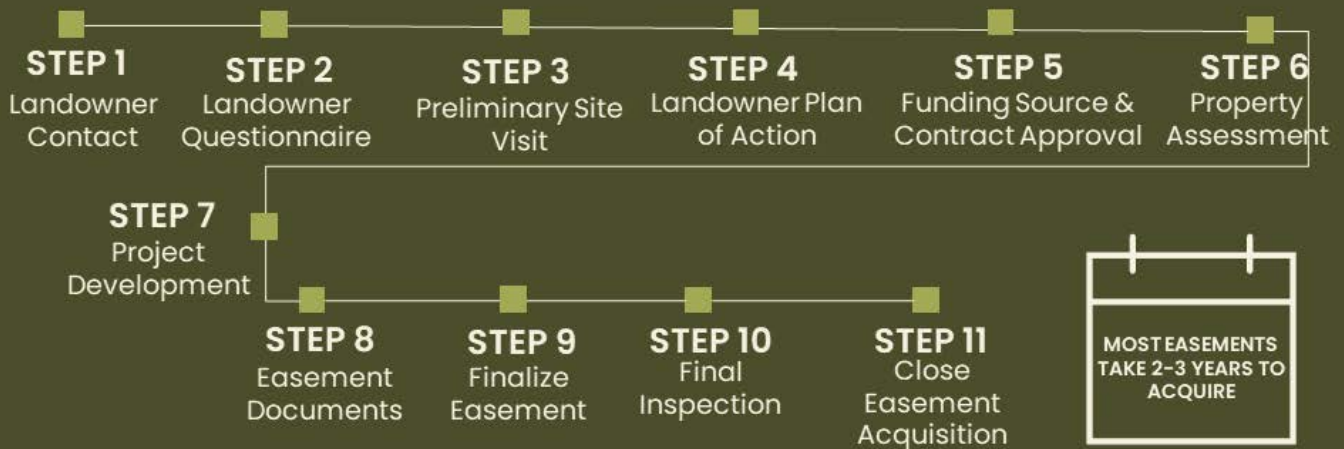 STEP 1
Landowner
Contact
STEP 2
Landowner
Questionnaire
STEP 3
Preliminary Site
Visit
STEP 4
Landowner Plan
of Action
STEP 5
Funding Source &
Contract Approval
STEP 6
Property
Assessment
STEP 7
Project
Development
STEP 8
Easement
Documents
STEP 9
Finalize
Easement
STEP 10
Final
Inspection
STEP 11
Close
Easement
Acquisition
MOST EASEMENTS
TAKE 2-3 YEARS TO
ACQUIRE